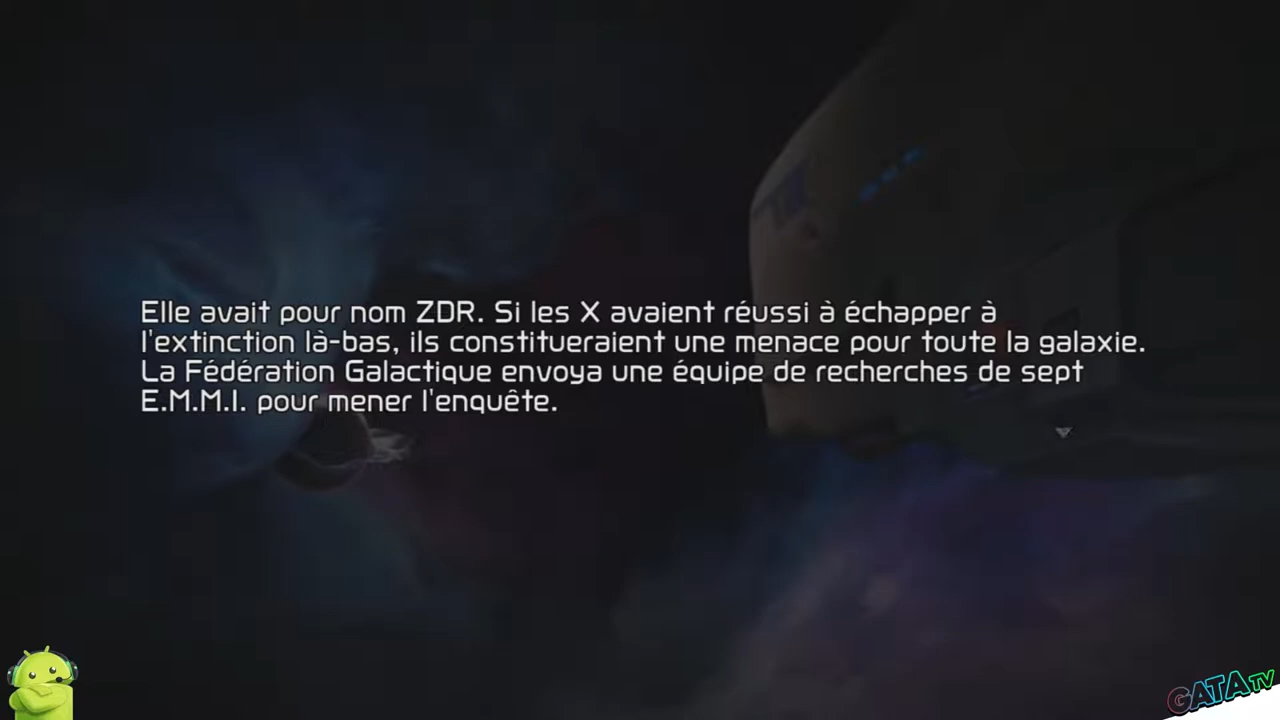 Elle avait pour nom ZDR. Si les X avaient réussi à échapper à
l'extinction là-bas, ils constitueraient une menace pour toute la galaxie.
La Fédération Galactique envoya une équipe de recherches de sept
E.M.M.I. pour mener l'enquête.
GATA TV